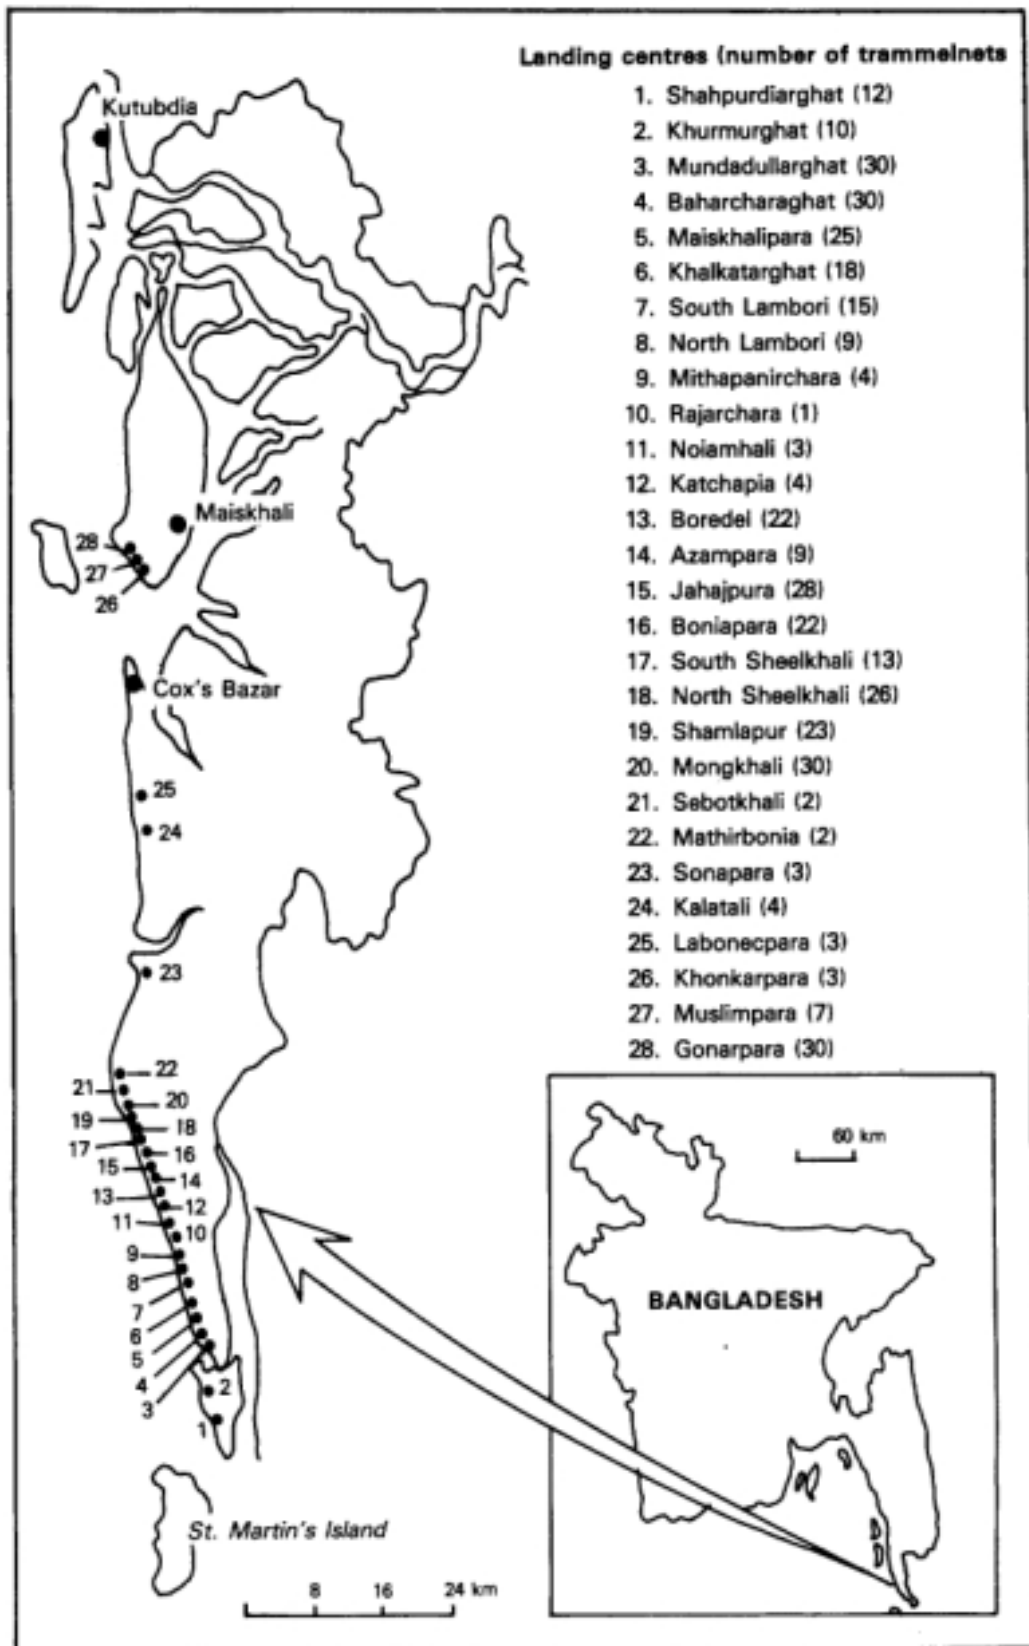 Landing centres (number of trammelnets
1. Shahpurdiarghat (12)
2. Khurmurghat (10)
3. Mundadullarghat (30)
4. Baharcharaghat (30)
5. Maiskhalipara (25)
6. Khalkatarghat (18)
7. South Lambori (15)
8. North Lambori (9)
9. Mithapanirchara (4)
10. Rajarchara (1)
11. Noiamhali (3)
12. Katchapia (4)
13. Boredel (22)
14. Azampara (9)
15. Jahajpura (28)
16. Boniapara (22)
17. South Sheelkhali (13)
18. North Sheelkhali (26)
19. Shamlapur (23)
20. Mongkhali (30)
21. Sebotkhali (2)
22. Mathirbonia (2)
23. Sonapara (3)
24. Kalatali (4)
25. Labonecpara (3)
26. Khonkarpara (3)
27. Muslimpara (7)
28. Gonarpara (30)
Kutubdia
Maiskhali
28
27
26
Cox's Bazar
25
24
23
22
21
20
19
18
17
16
15
14
13
12
11
10
9
8
7
6
5
4
3
2
1
St. Martin's Island
8 16 24 km
60 km
BANGLADESH